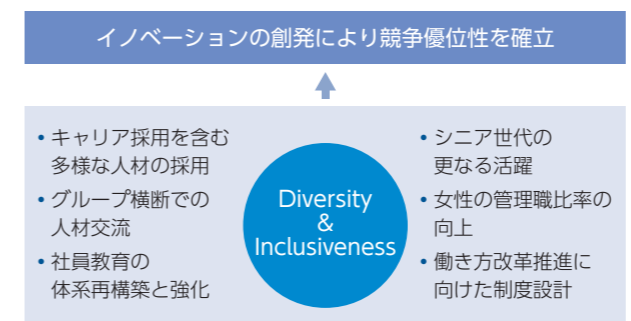 イノベーションの創発により競争優位性を確立
• キャリア採用を含む
多様な人材の採用
• グループ横断での
人材交流
• 社員教育の
体系再構築と強化
Diversity
&
Inclusiveness
• シニア世代の
更なる活躍
• 女性の管理職比率の
向上
• 働き方改革推進に
向けた制度設計